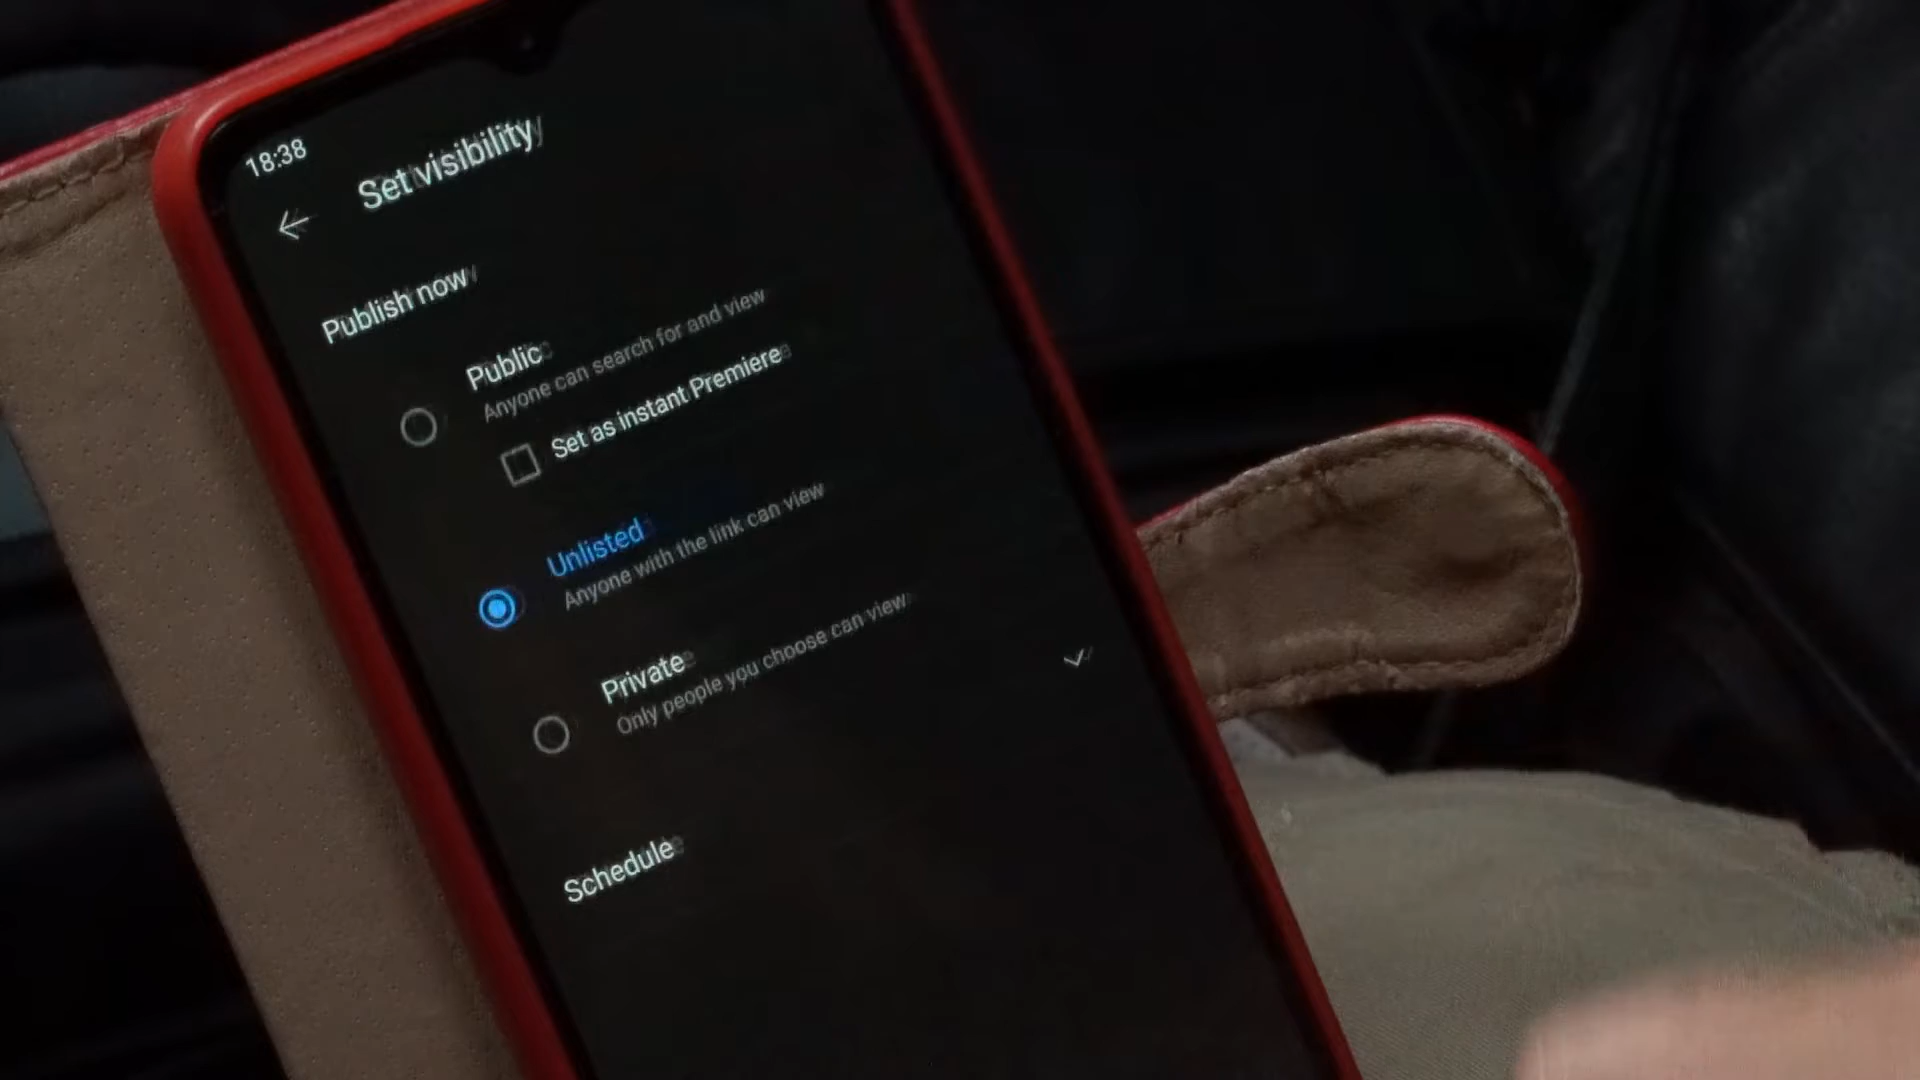 18:38
Set visibility
Publish now
Public
Anyone can search for and view
Set as instant Premiere
Unlisted
Anyone with the link can view
Private
Only people you choose can view
Schedule